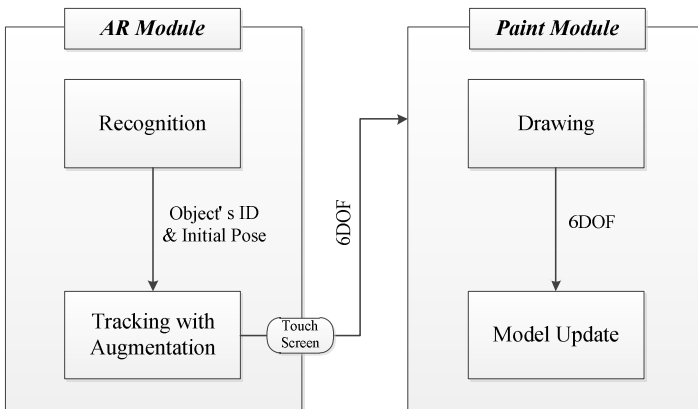 AR Module
Recognition
Object's ID
& Initial Pose
Tracking with
Augmentation
Touch
Screen
6DOF
Paint Module
Drawing
6DOF
Model Update